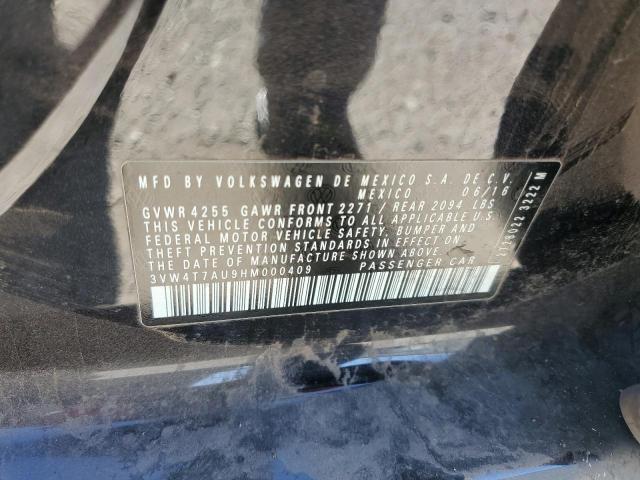 MFD BY VOLKSWAGEN DE MEXICO S.A. DE C.V.
MEXICO 06/16
GVWR 4255 GAWR FRONT 2271 / REAR 2094 LBS
THIS VEHICLE CONFORMS TO ALL APPLICABLE U.S.
FEDERAL MOTOR VEHICLE SAFETY, BUMPER AND
THEFT PREVENTION STANDARDS IN EFFECT ON
THE DATE OF MANUFACTURE SHOWN ABOVE.
3VW4T7AU9HM000409 PASSENGER CAR
3222 M